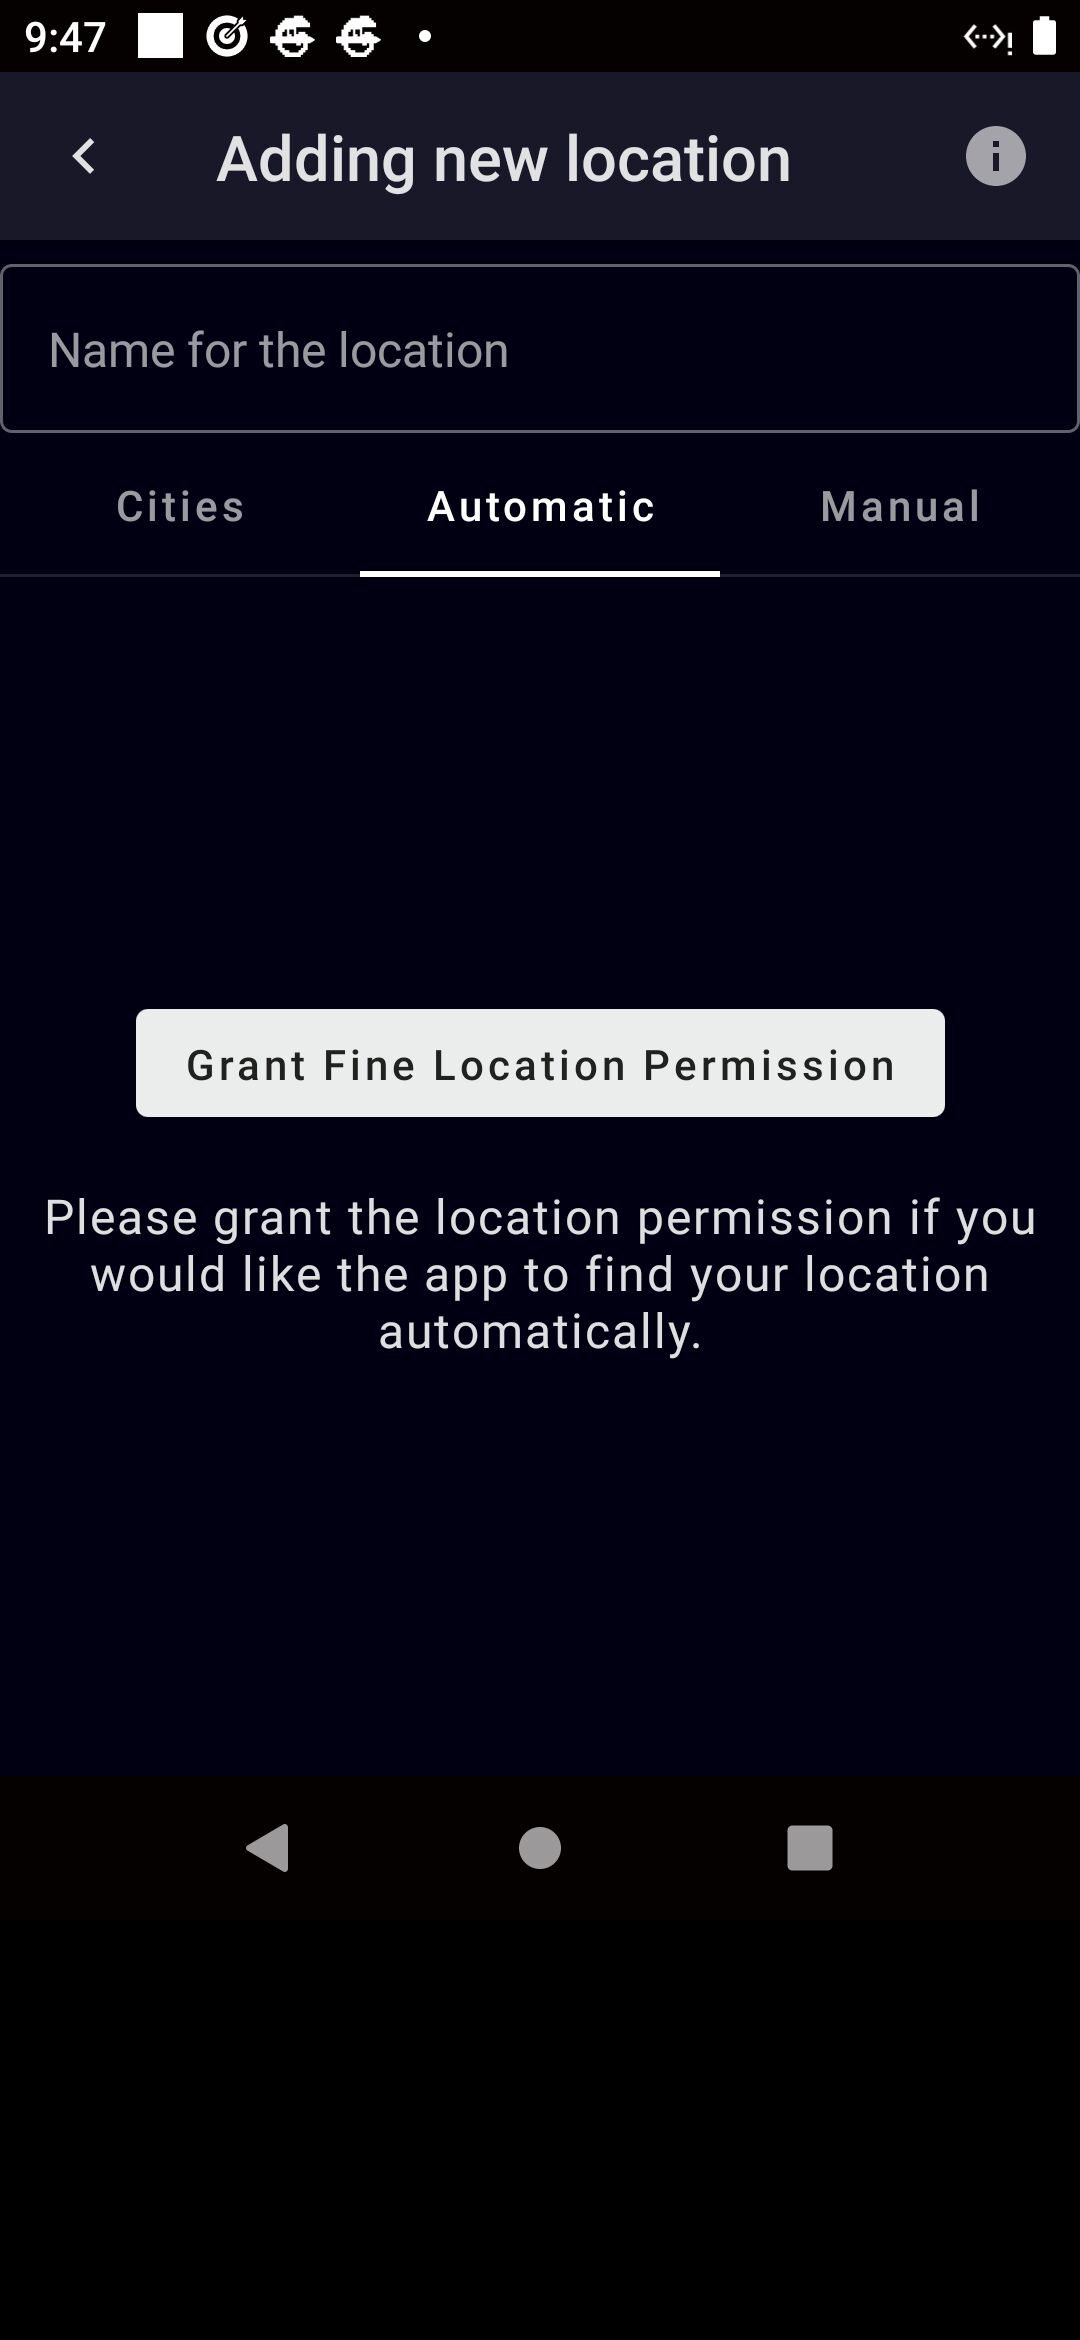 9:47
Adding new location
Name for the location
Cities Automatic Manual
Grant Fine Location Permission
Please grant the location permission if you
would like the app to find your location
automatically.